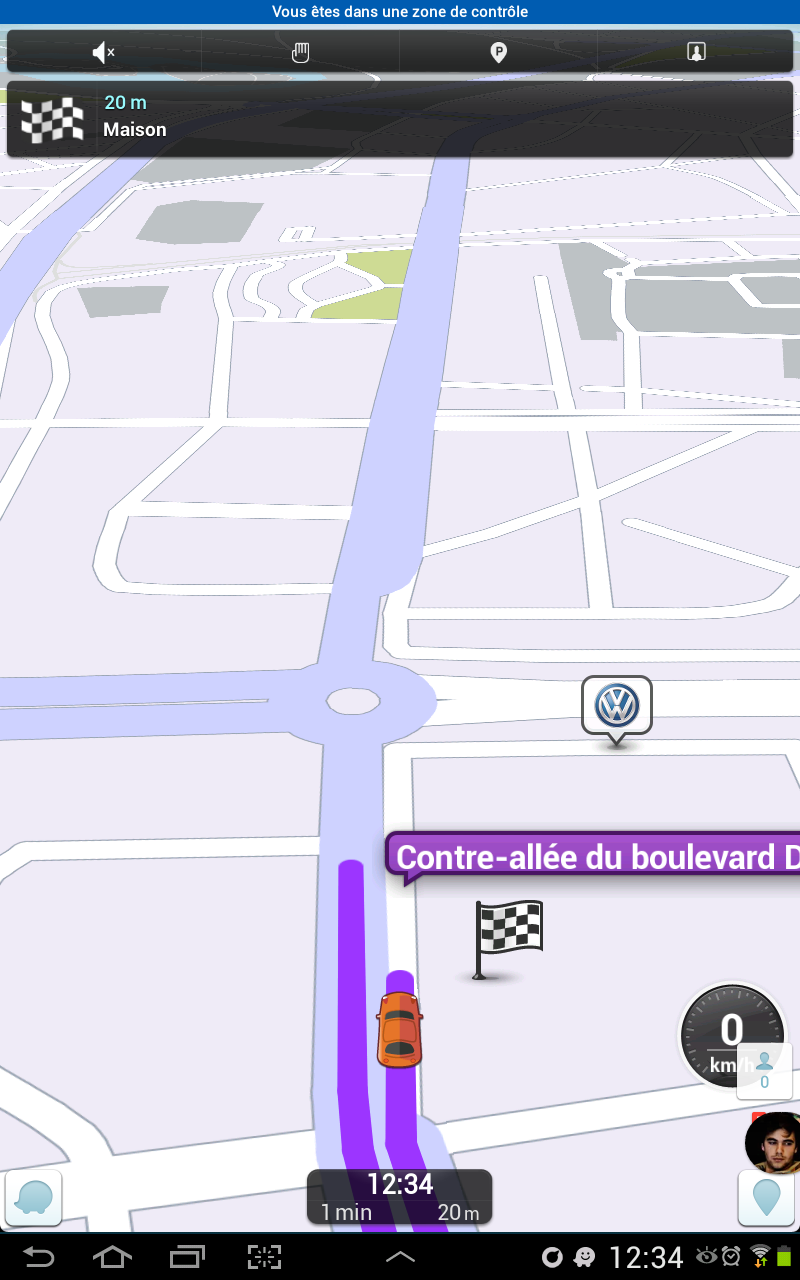 Vous êtes dans une zone de contrôle
P
20 m
Maison
Contre-allée du boulevard D
0
km/h
0
12:34
1 min 20 m
12:34